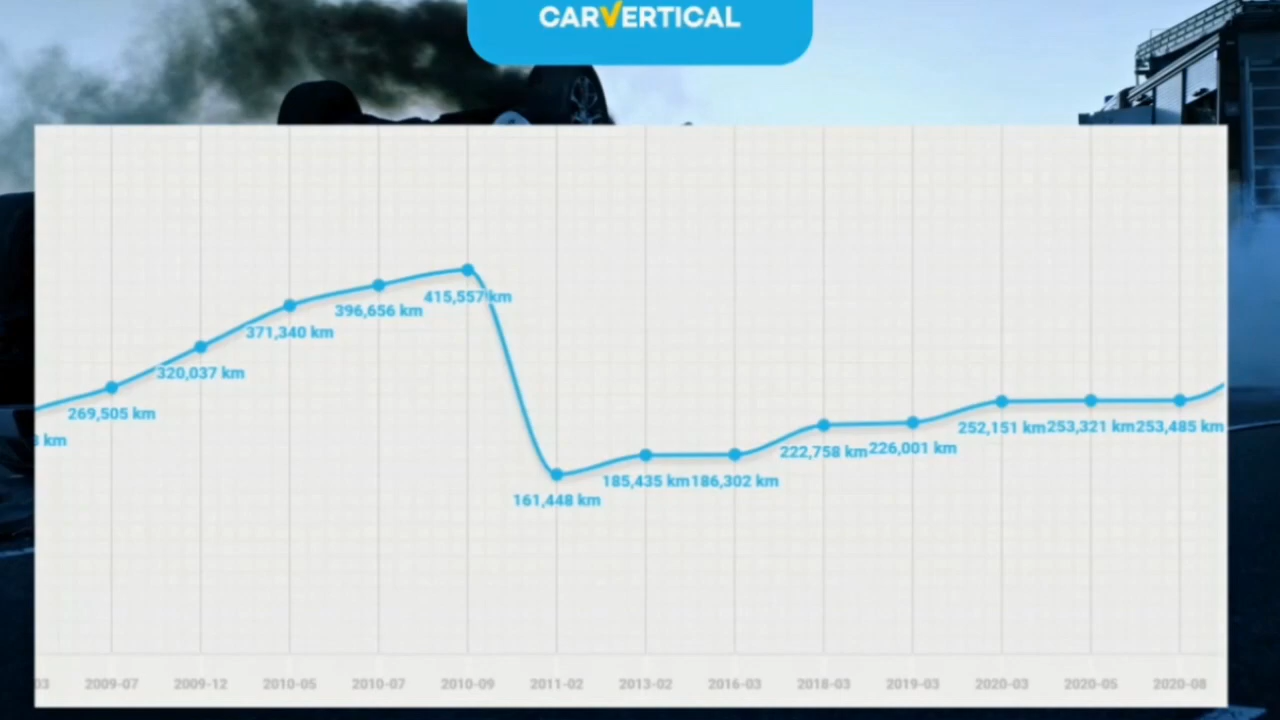 CARVERTICAL
415,557 km
396,656 km
371,340 km
320,037 km
269,505 km
km
161,448 km
185,435 km
186,302 km
222,758 km
226,001 km
252,151 km
253,321 km
253,485 km
03 2009-07 2009-12 2010-05 2010-07 2010-09 2011-02 2013-02 2016-03 2018-03 2019-03 2020-03 2020-05 2020-08